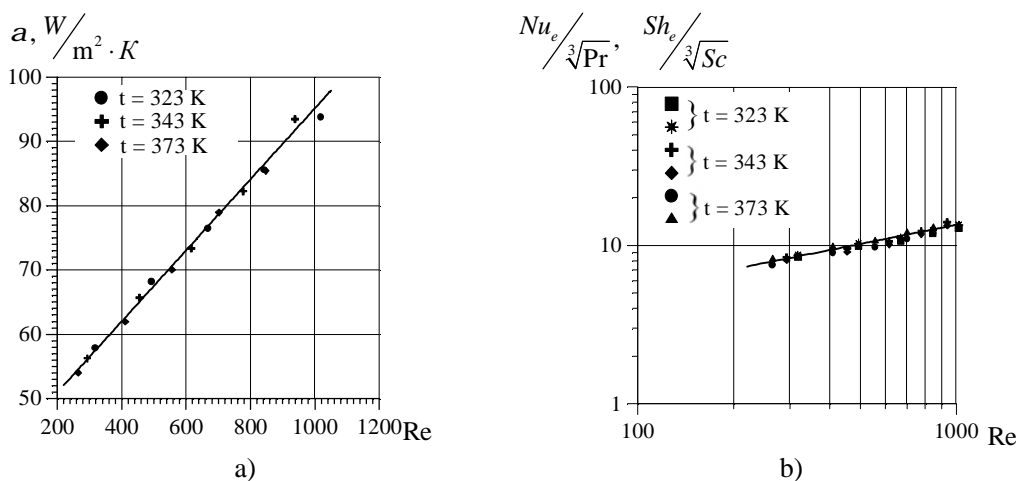 a, W/m² · K
100
90
80
70
60
50
t = 323 K
t = 343 K
t = 373 K
200 400 600 800 1000 1200 Re
a)
Nuₑ/∛Pr, Shₑ/∛Sc
100
10
1
} t = 323 K
} t = 343 K
} t = 373 K
100 1000 Re
b)